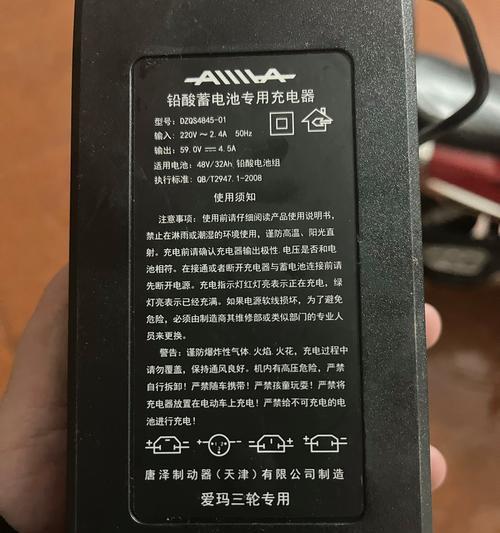 AIMA
铅酸蓄电池专用充电器
型号: DZQS4845-01
输入: 220V～2.4A 50Hz
输出: 59.0V⎓4.5A
适用电池: 48V/32Ah 铅酸电池组
执行标准: QB/T2947.1-2008
使用须知
注意事项: 使用前请仔细阅读产品使用说明书,
禁止在淋雨或潮湿的环境使用, 谨防高温、阳光直
射。充电前请确认充电器输出极性.电压是否和电
池相符。在接通或者断开充电器与蓄电池连接前请
先断开电源。充电指示灯红灯亮表示正在充电, 绿
灯亮表示已经充满。如果电源软线损坏, 为了避免
危险, 必须由制造商其维修部或类似部门的专业人
员来更换。
警告: 谨防爆炸性气体.火焰.火花, 充电过程中
请勿覆盖, 保持通风良好。机内有高压危险, 严禁
自行拆卸! 严禁随车携带! 严禁孩童玩耍! 严禁将
充电器放置在电动车上充电! 严禁给不可充电的电
池进行充电!
唐泽制动器(天津)有限公司制造
爱玛三轮专用